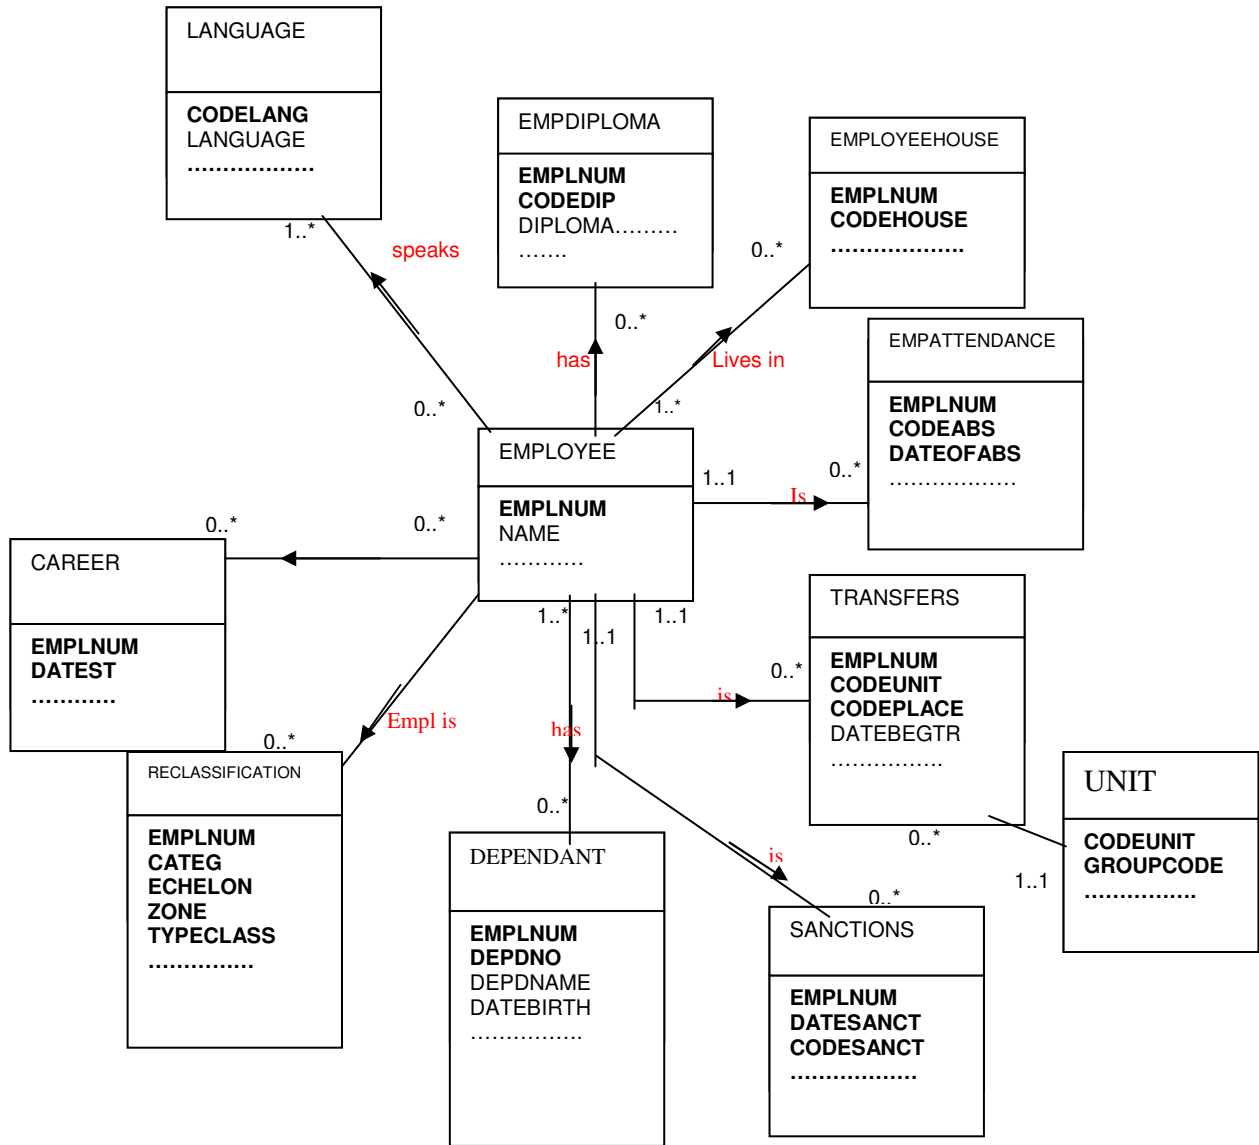 LANGUAGE
CODELANG
LANGUAGE
………………
1..*
speaks
0..*
EMPDIPLOMA
EMPLNUM
CODEDIP
DIPLOMA………
…….
0..*
has
EMPLOYEEHOUSE
EMPLNUM
CODEHOUSE
……………….
0..*
Lives in
1..*
EMPATTENDANCE
EMPLNUM
CODEABS
DATEOFABS
………………
1..1
0..*
Is
EMPLOYEE
EMPLNUM
NAME
…………
0..*
0..*
CAREER
EMPLNUM
DATEST
…………
Empl is
0..*
RECLASSIFICATION
EMPLNUM
CATEG
ECHELON
ZONE
TYPECLASS
……………
1..*
has
0..*
DEPENDANT
EMPLNUM
DEPDNO
DEPDNAME
DATEBIRTH
…………….
1..1
is
0..*
SANCTIONS
EMPLNUM
DATESANCT
CODESANCT
………………
1..1
is
0..*
TRANSFERS
EMPLNUM
CODEUNIT
CODEPLACE
DATEBEGTR
…………….
0..*
1..1
UNIT
CODEUNIT
GROUPCODE
…………….